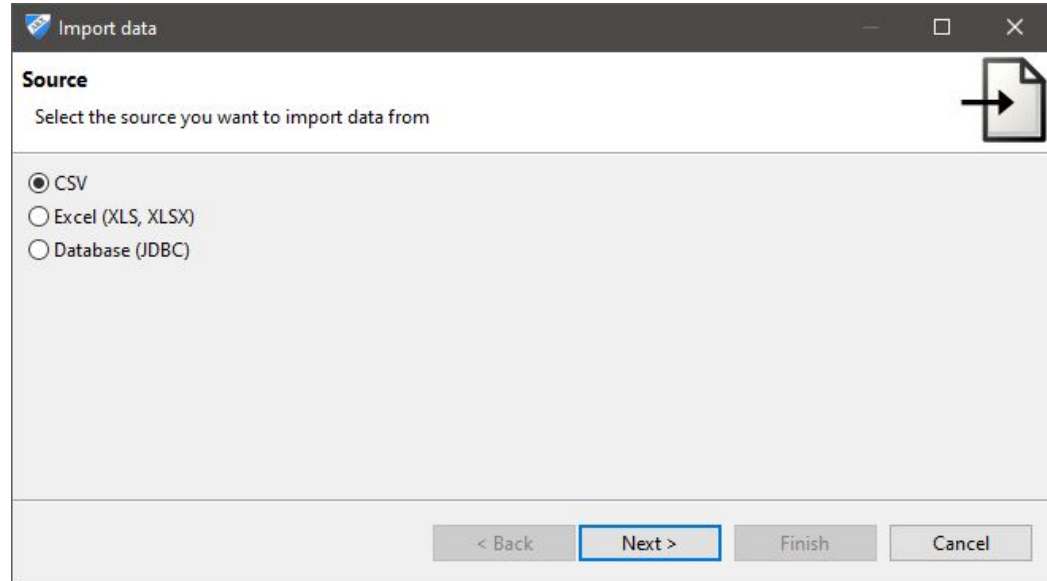 Import data
Source
Select the source you want to import data from
CSV
Excel (XLS, XLSX)
Database (JDBC)
< Back Next > Finish Cancel